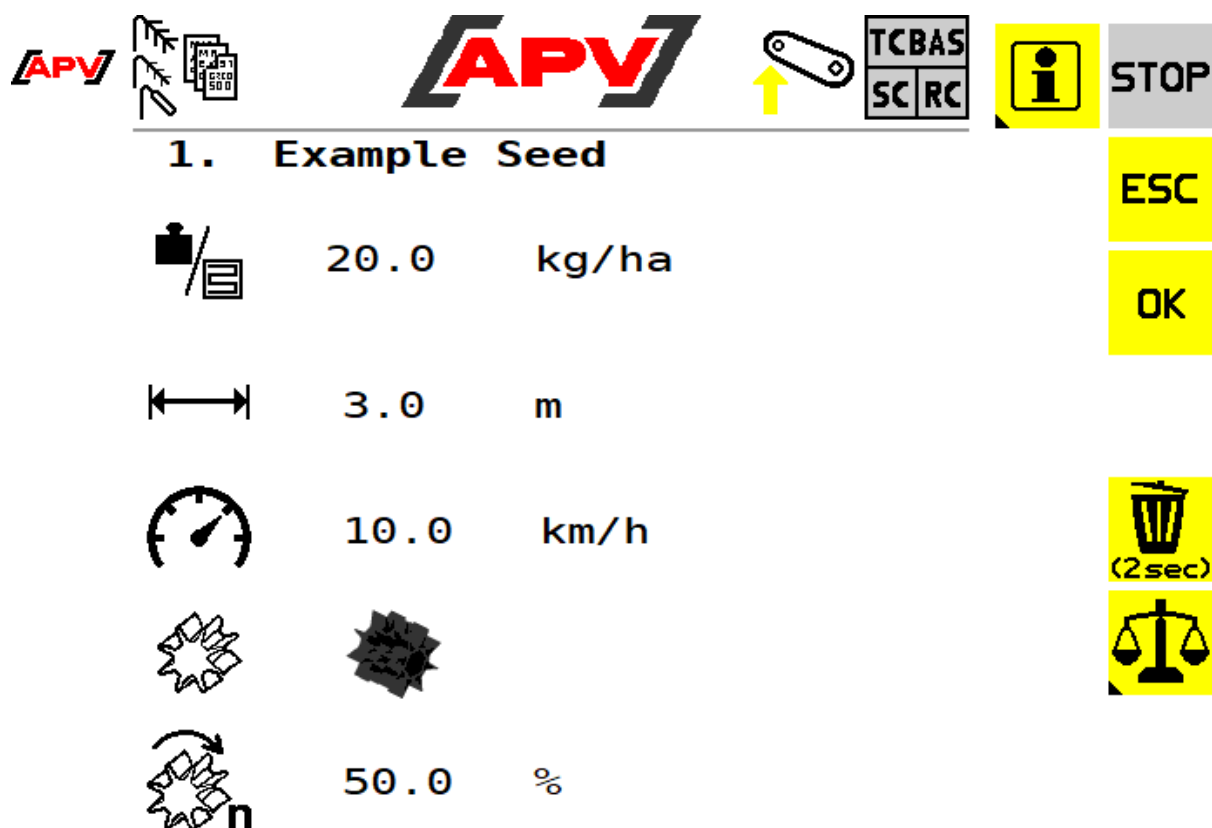 APV
APV
TCBAS
SC RC
STOP
1. Example Seed
ESC
20.0 kg/ha
OK
3.0 m
10.0 km/h
(2sec)
50.0 %
n